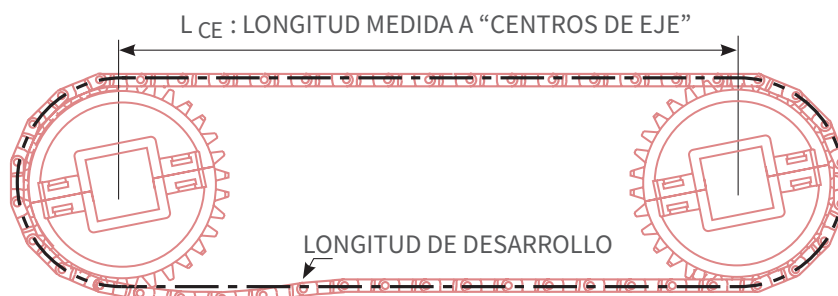 L CE : LONGITUD MEDIDA A “CENTROS DE EJE”
LONGITUD DE DESARROLLO